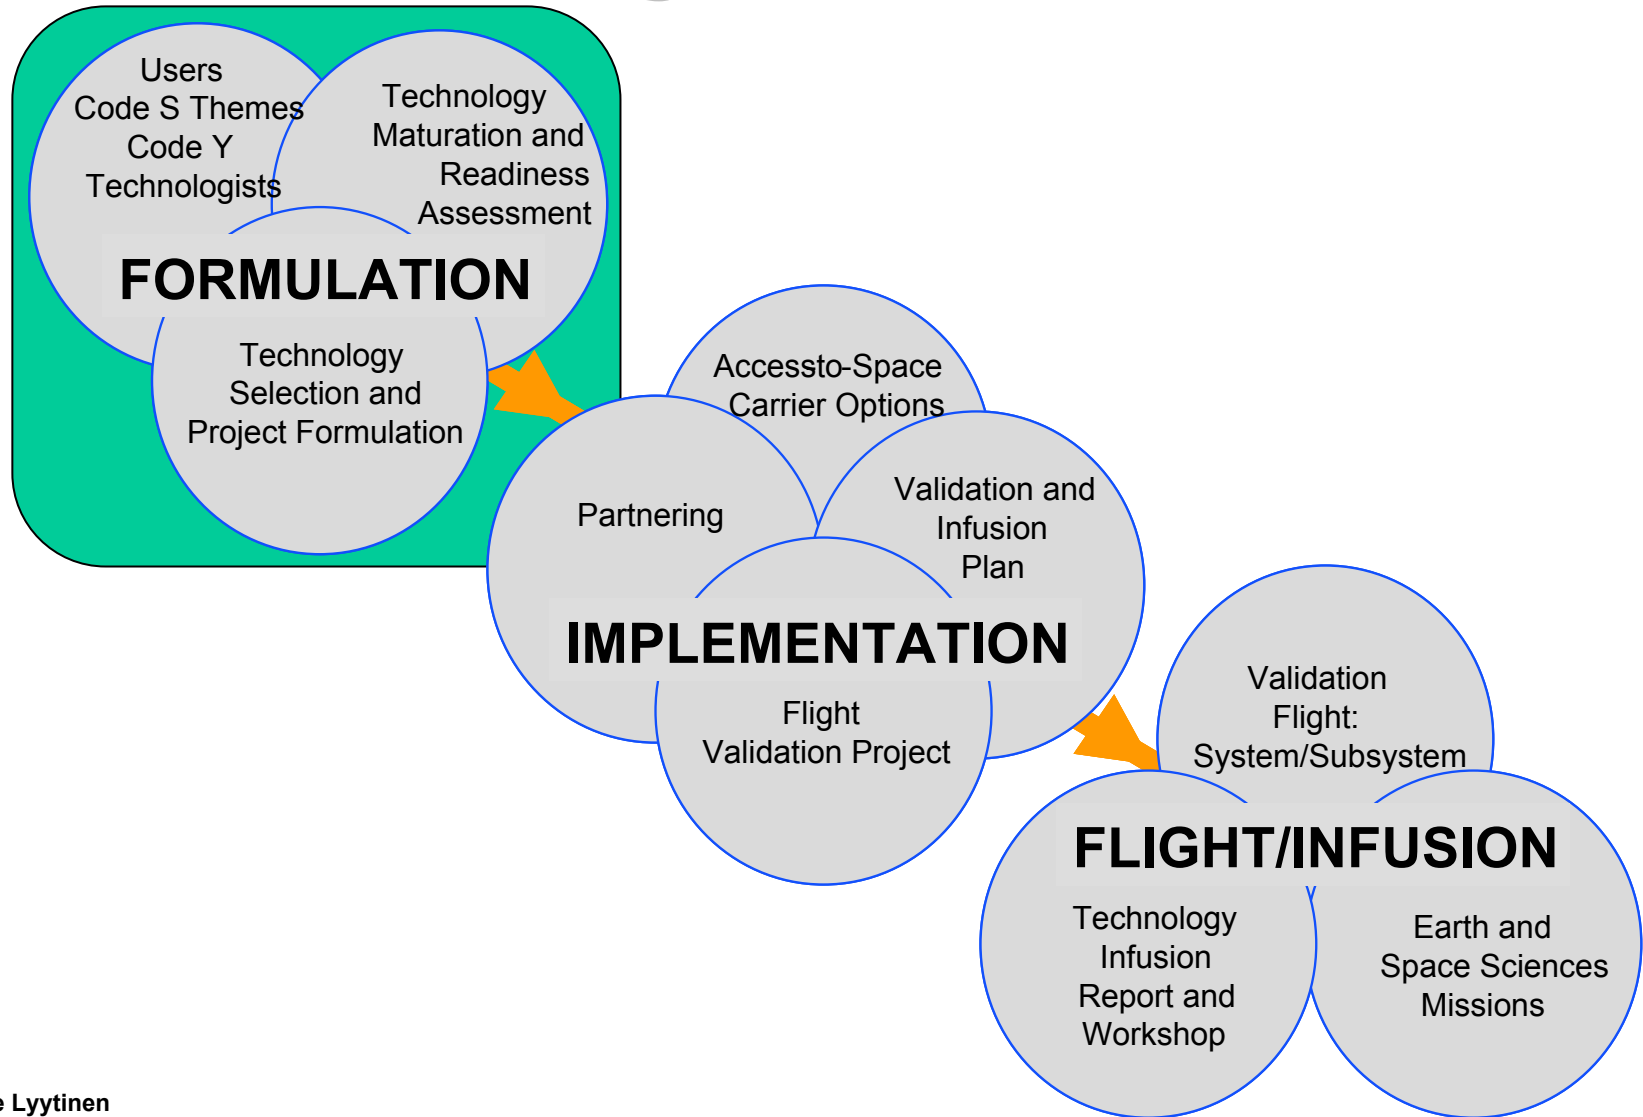 Users
Code S Themes
Code Y
Technologists
Technology
Maturation and
Readiness
Assessment
FORMULATION
Technology
Selection and
Project Formulation
Accessto-Space
Carrier Options
Partnering
Validation and
Infusion
Plan
IMPLEMENTATION
Flight
Validation Project
Validation
Flight:
System/Subsystem
FLIGHT/INFUSION
Technology
Infusion
Report and
Workshop
Earth and
Space Sciences
Missions
e Lyytinen